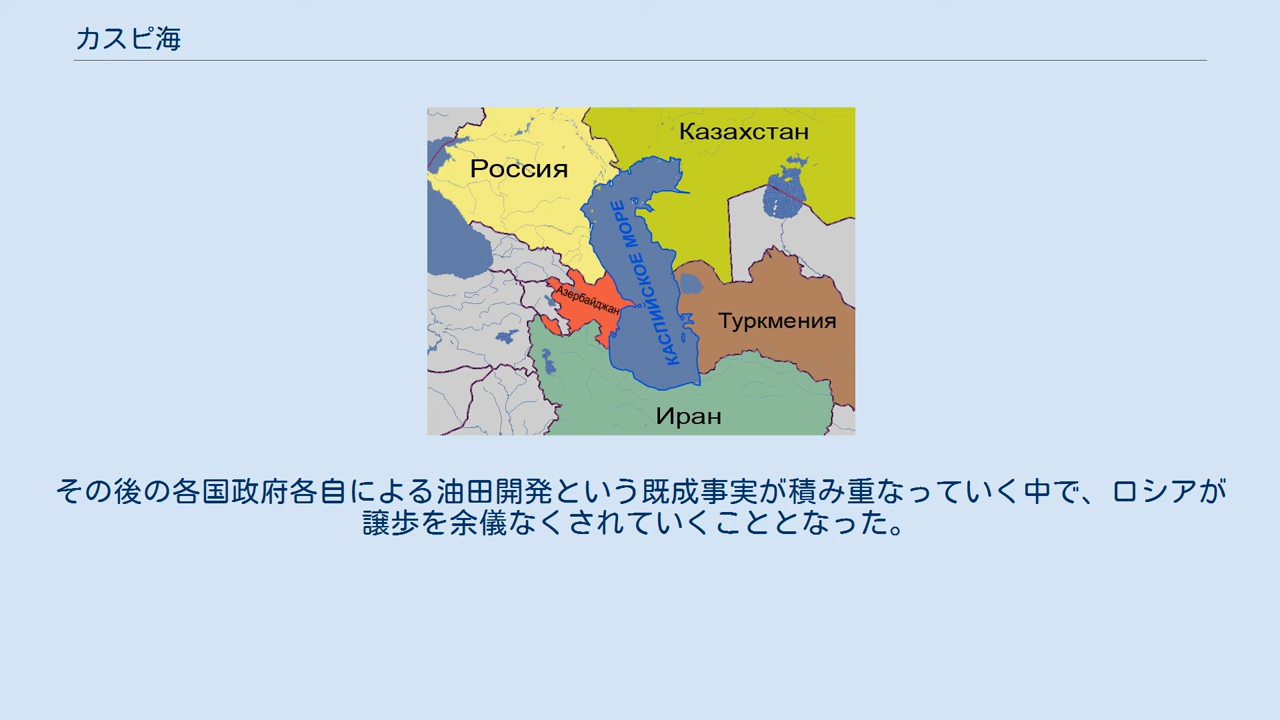 カスピ海
Казахстан
Россия
КАСПИЙСКОЕ МОРЕ
Азербайджан
Туркмения
Иран
その後の各国政府各自による油田開発という既成事実が積み重なっていく中で、ロシアが
譲歩を余儀なくされていくこととなった。